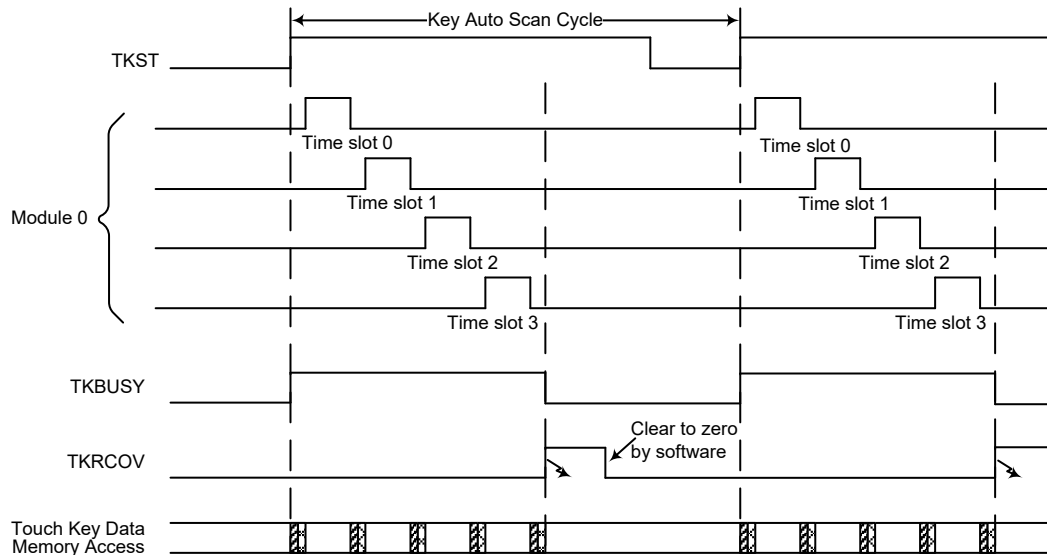 Key Auto Scan Cycle
TKST
Time slot 0
Time slot 0
Time slot 1
Time slot 1
Module 0
Time slot 2
Time slot 2
Time slot 3
Time slot 3
TKBUSY
Clear to zero
by software
TKRCOV
Touch Key Data
Memory Access